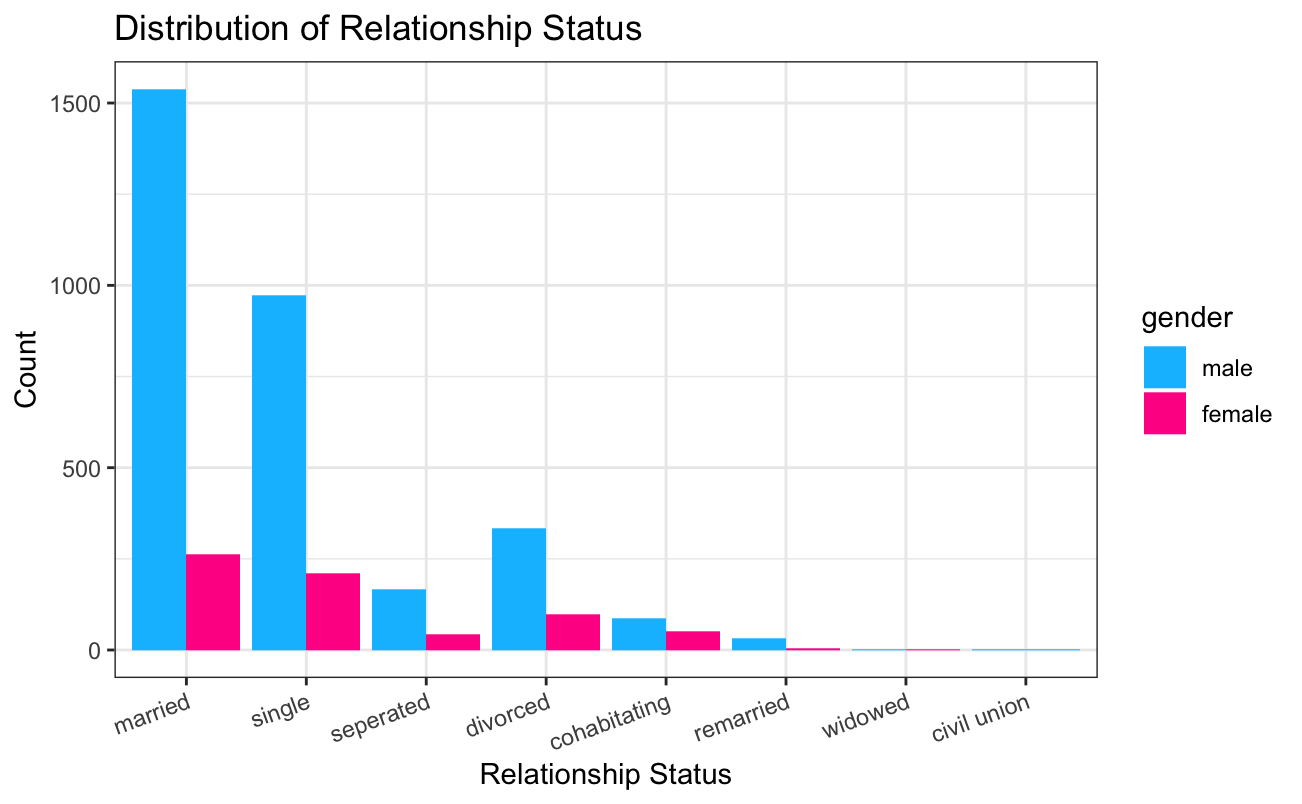 Distribution of Relationship Status
1500
1000
500
0
Count
married
single
seperated
divorced
cohabitating
remarried
widowed
civil union
Relationship Status
gender
male
female